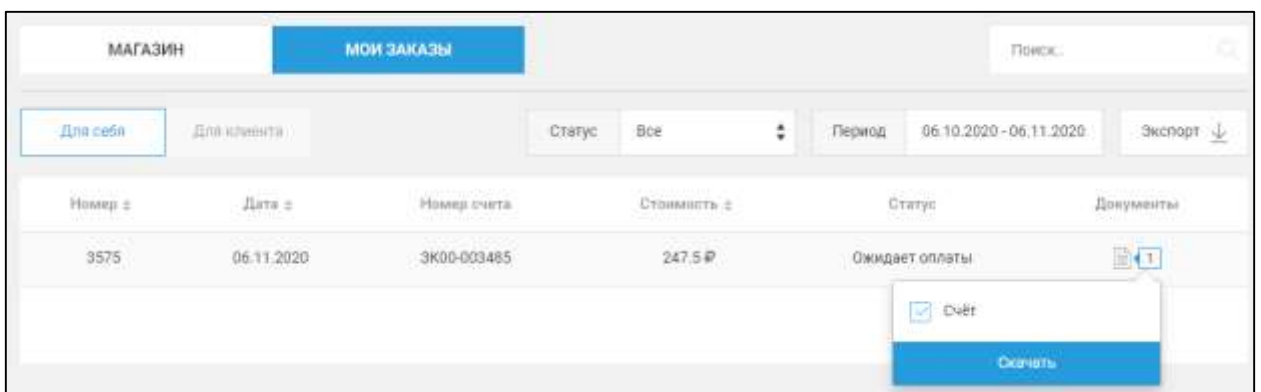 МАГАЗИН МОИ ЗАКАЗЫ Поиск...
Для себя Для клиента Статус Все Период 06.10.2020 - 06.11.2020 Экспорт
Номер Дата Номер счета Стоимость Статус Документы
3575 06.11.2020 ЗК00-003485 247.5 ₽ Ожидает оплаты 1
Счёт
Скачать